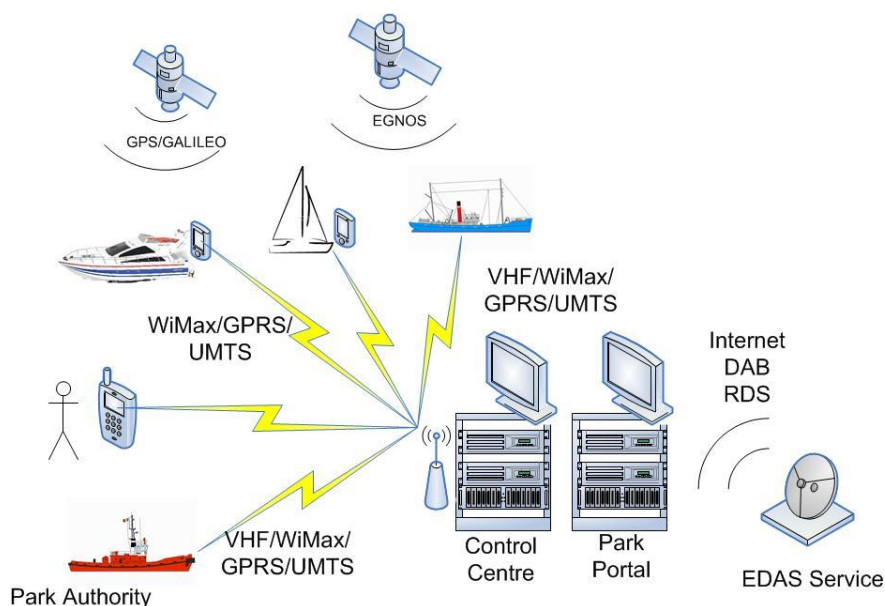 GPS/GALILEO
EGNOS
VHF/WiMax/
GPRS/UMTS
WiMax/GPRS/
UMTS
Internet
DAB
RDS
VHF/WiMax/
GPRS/UMTS
Control
Centre
Park
Portal
EDAS Service
Park Authority